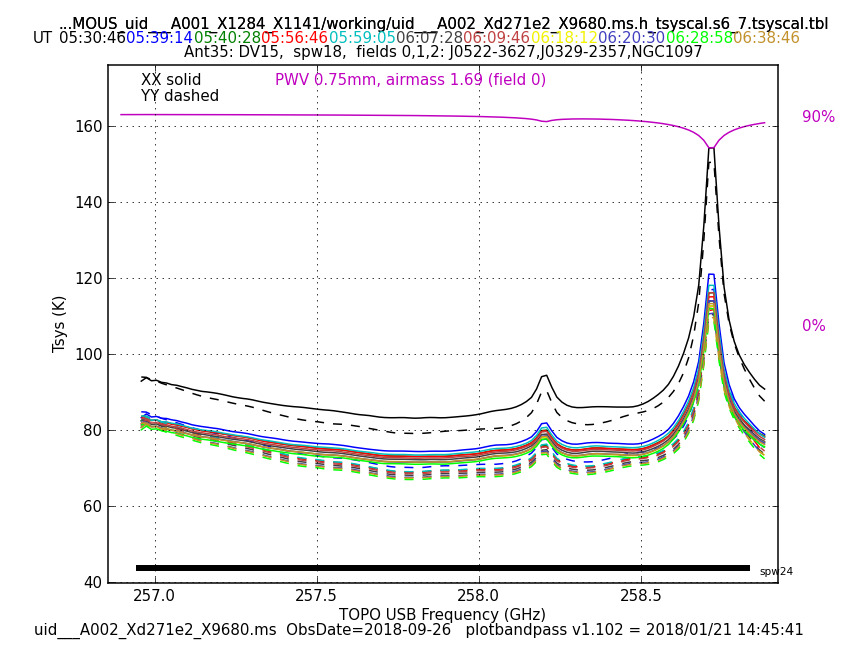 ...MOUS_uid___A001_X1284_X1141/working/uid___A002_Xd271e2_X9680.ms.h_tsyscal.s6_7.tsyscal.tbl
UT 05:30:46 05:39:14 05:40:28 05:56:46 05:59:05 06:07:28 06:09:46 06:18:12 06:20:30 06:28:58 06:38:46
Ant35: DV15, spw18, fields 0,1,2: J0522-3627,J0329-2357,NGC1097
XX solid
PWV 0.75mm, airmass 1.69 (field 0)
YY dashed
90%
0%
160
140
120
100
80
60
40
Tsys (K)
spw24
257.0 257.5 258.0 258.5
TOPO USB Frequency (GHz)
uid___A002_Xd271e2_X9680.ms ObsDate=2018-09-26 plotbandpass v1.102 = 2018/01/21 14:45:41